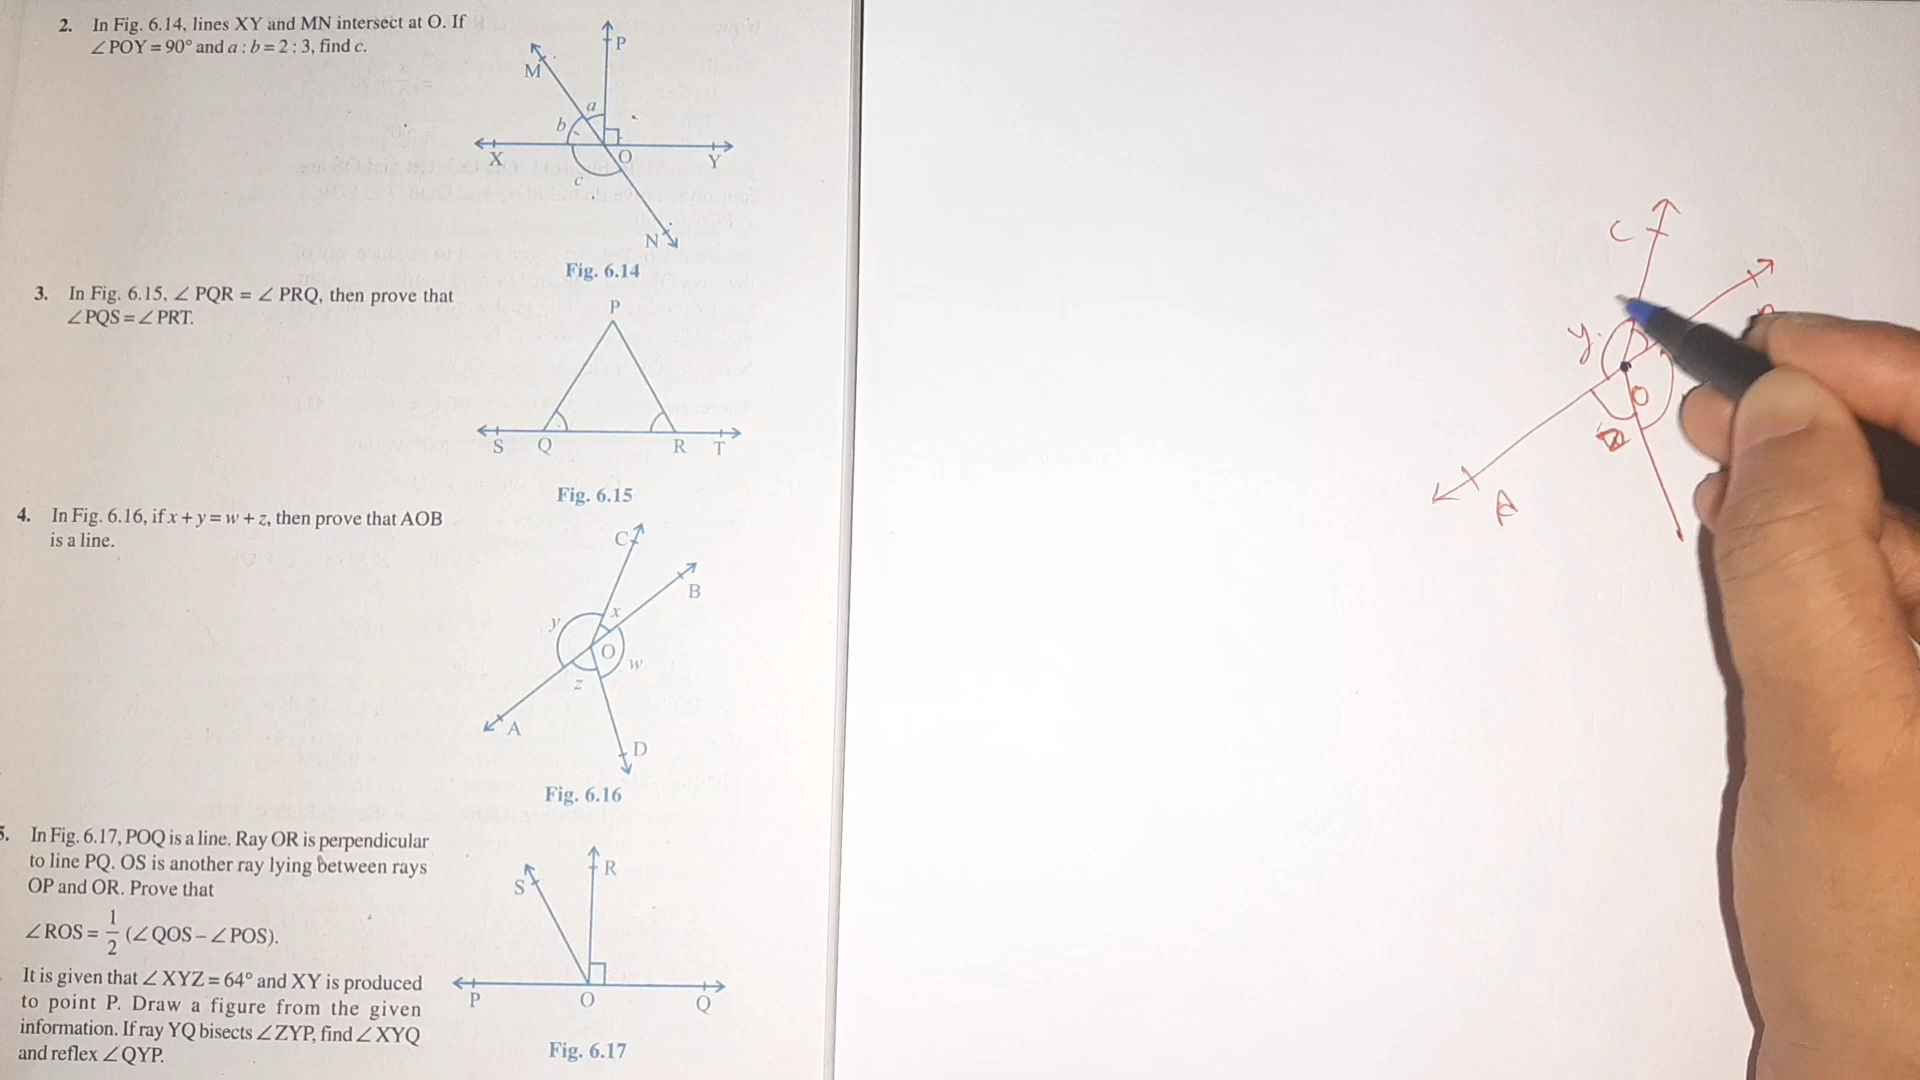 2. In Fig. 6.14, lines XY and MN intersect at O. If
∠POY = 90° and a : b = 2 : 3, find c.
P
M
a
b
X
O
Y
c
N
Fig. 6.14
3. In Fig. 6.15, ∠ PQR = ∠ PRQ, then prove that
∠PQS = ∠ PRT.
P
S
Q
R
T
Fig. 6.15
4. In Fig. 6.16, if x + y = w + z, then prove that AOB
is a line.
C
B
x
y
O
w
z
A
D
Fig. 6.16
5. In Fig. 6.17, POQ is a line. Ray OR is perpendicular
to line PQ. OS is another ray lying between rays
OP and OR. Prove that
∠ROS = 1/2 (∠QOS – ∠POS).
R
S
P
O
Q
Fig. 6.17
It is given that ∠ XYZ = 64° and XY is produced
to point P. Draw a figure from the given
information. If ray YQ bisects ∠ZYP, find ∠ XYQ
and reflex ∠QYP.
C
y
O
A